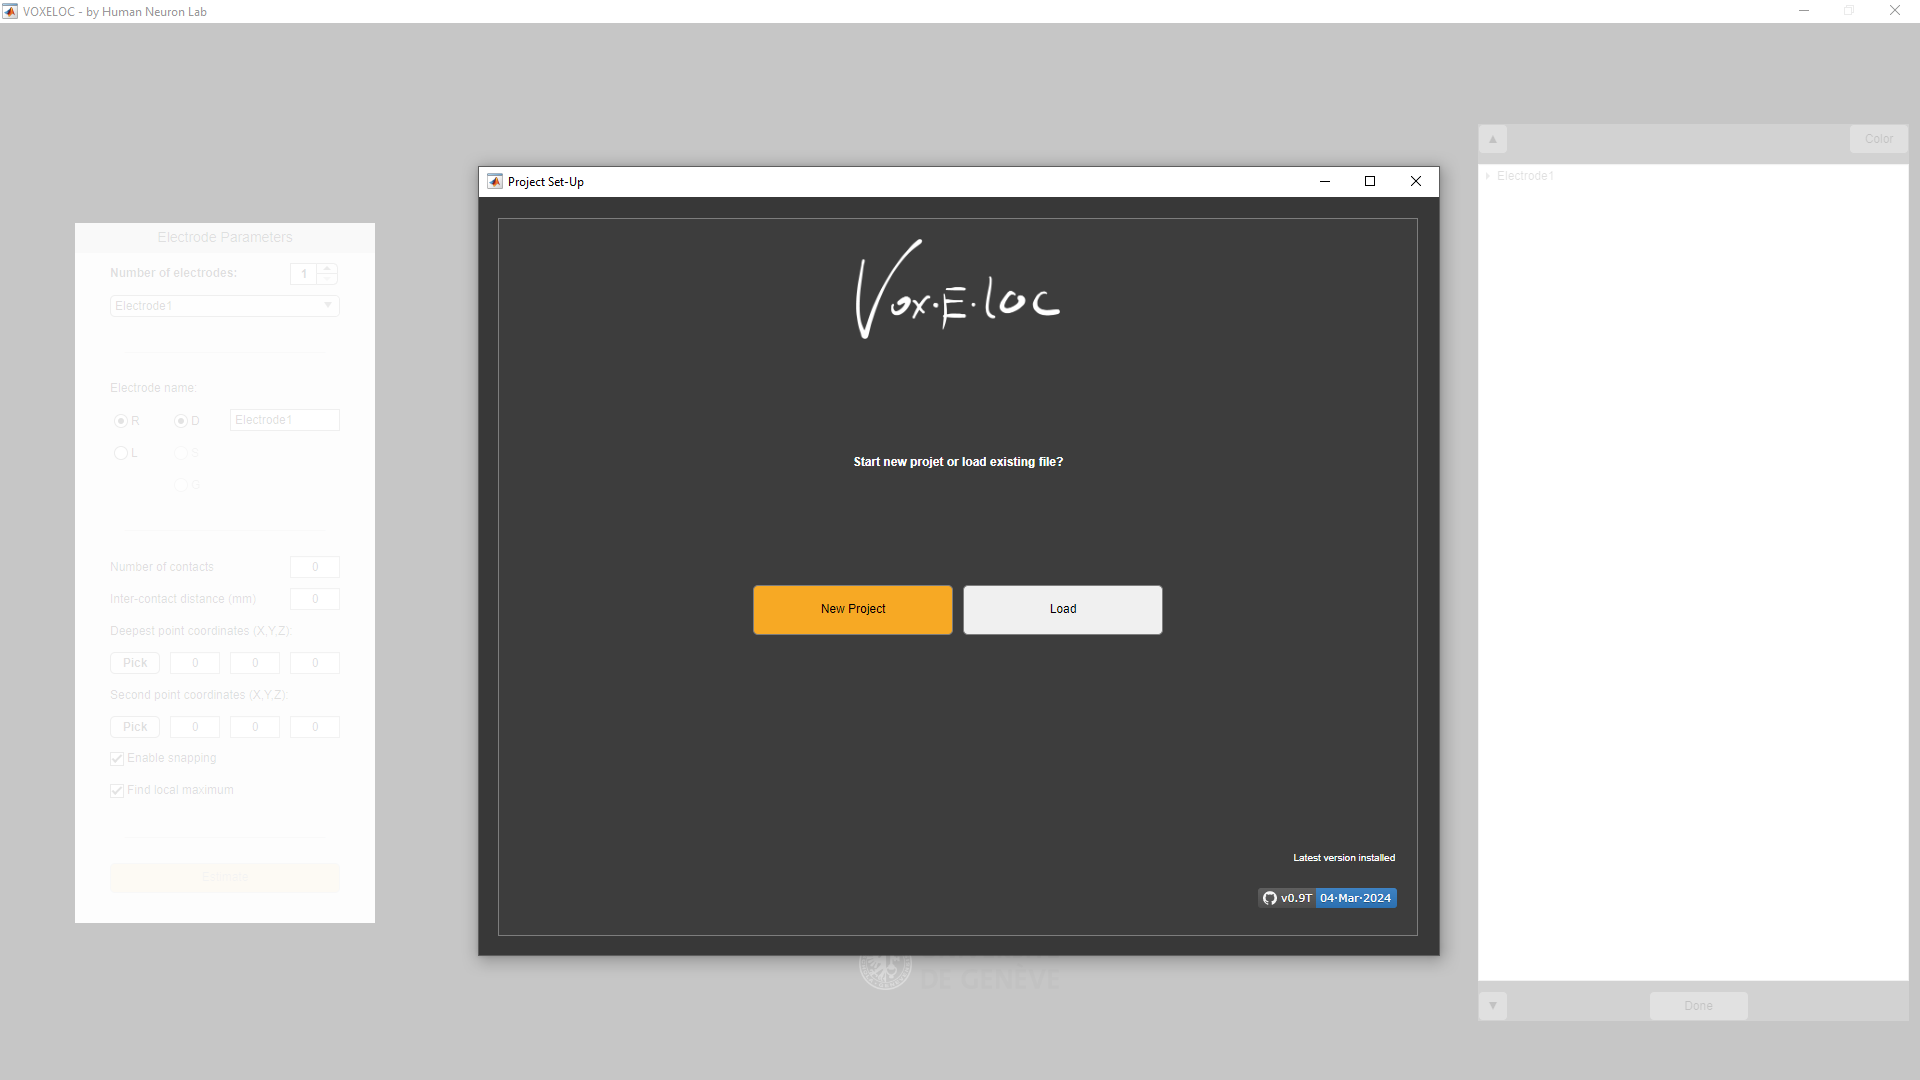 VOXELOC - by Human Neuron Lab
Color
Electrode1
Project Set-Up
Vox·E·loc
Start new projet or load existing file?
New Project
Load
Latest version installed
v0.9T 04·Mar·2024
Electrode Parameters
Number of electrodes: 1
Electrode1
Electrode name:
R D Electrode1
L S
G
Number of contacts 0
Inter-contact distance (mm) 0
Deepest point coordinates (X,Y,Z):
Pick 0 0 0
Second point coordinates (X,Y,Z):
Pick 0 0 0
Enable snapping
Find local maximum
Estimate
DE GENÈVE
Done